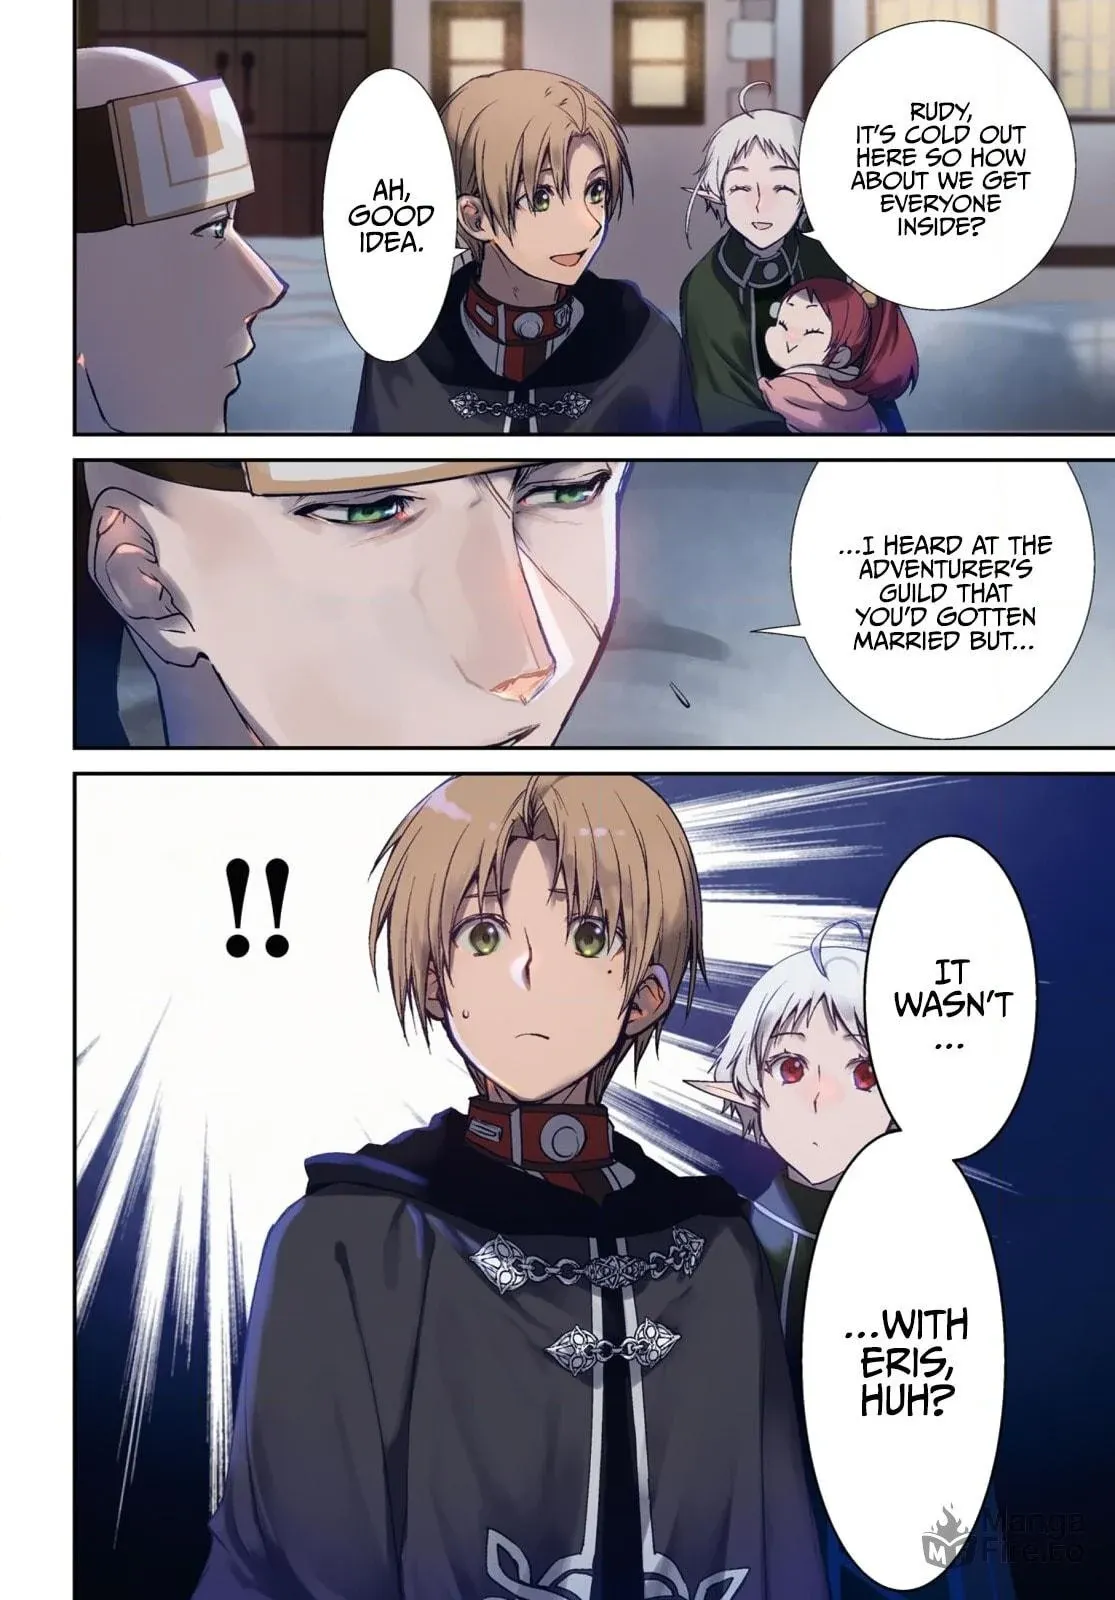 RUDY,
IT'S COLD OUT
HERE SO HOW
ABOUT WE GET
EVERYONE
INSIDE?
AH,
GOOD
IDEA.
...I HEARD AT THE
ADVENTURER'S
GUILD THAT
YOU'D GOTTEN
MARRIED BUT...
!!
IT
WASN'T
...
...WITH
ERIS,
HUH?
Manga
Fire.to